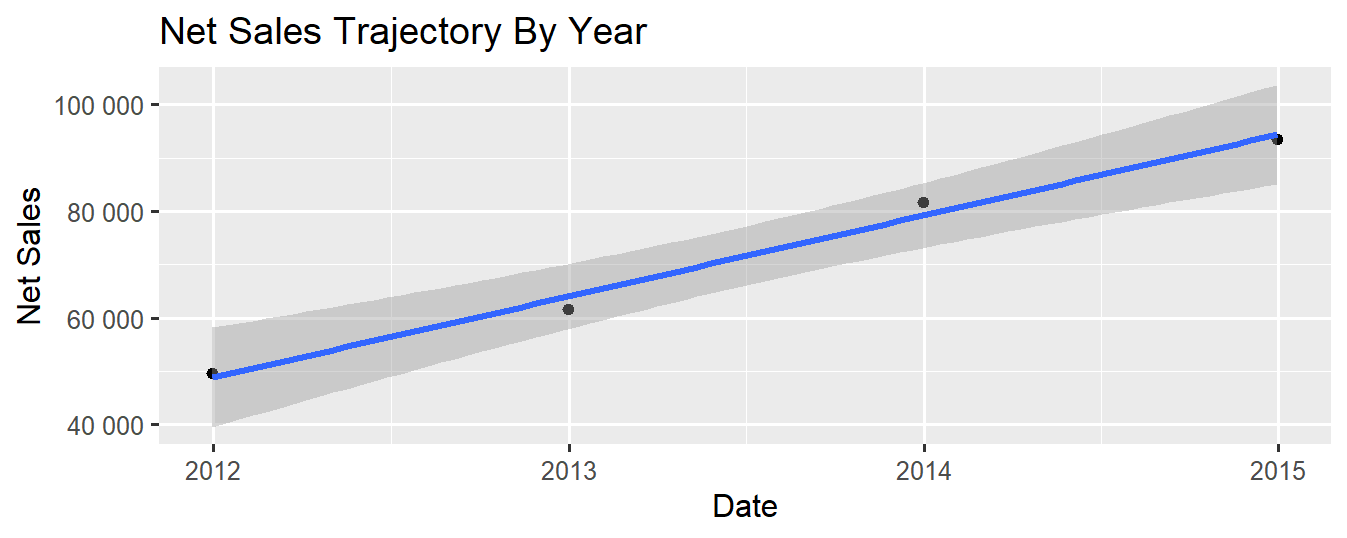 Net Sales Trajectory By Year
100 000
80 000
60 000
40 000
Net Sales
2012 2013 2014 2015
Date